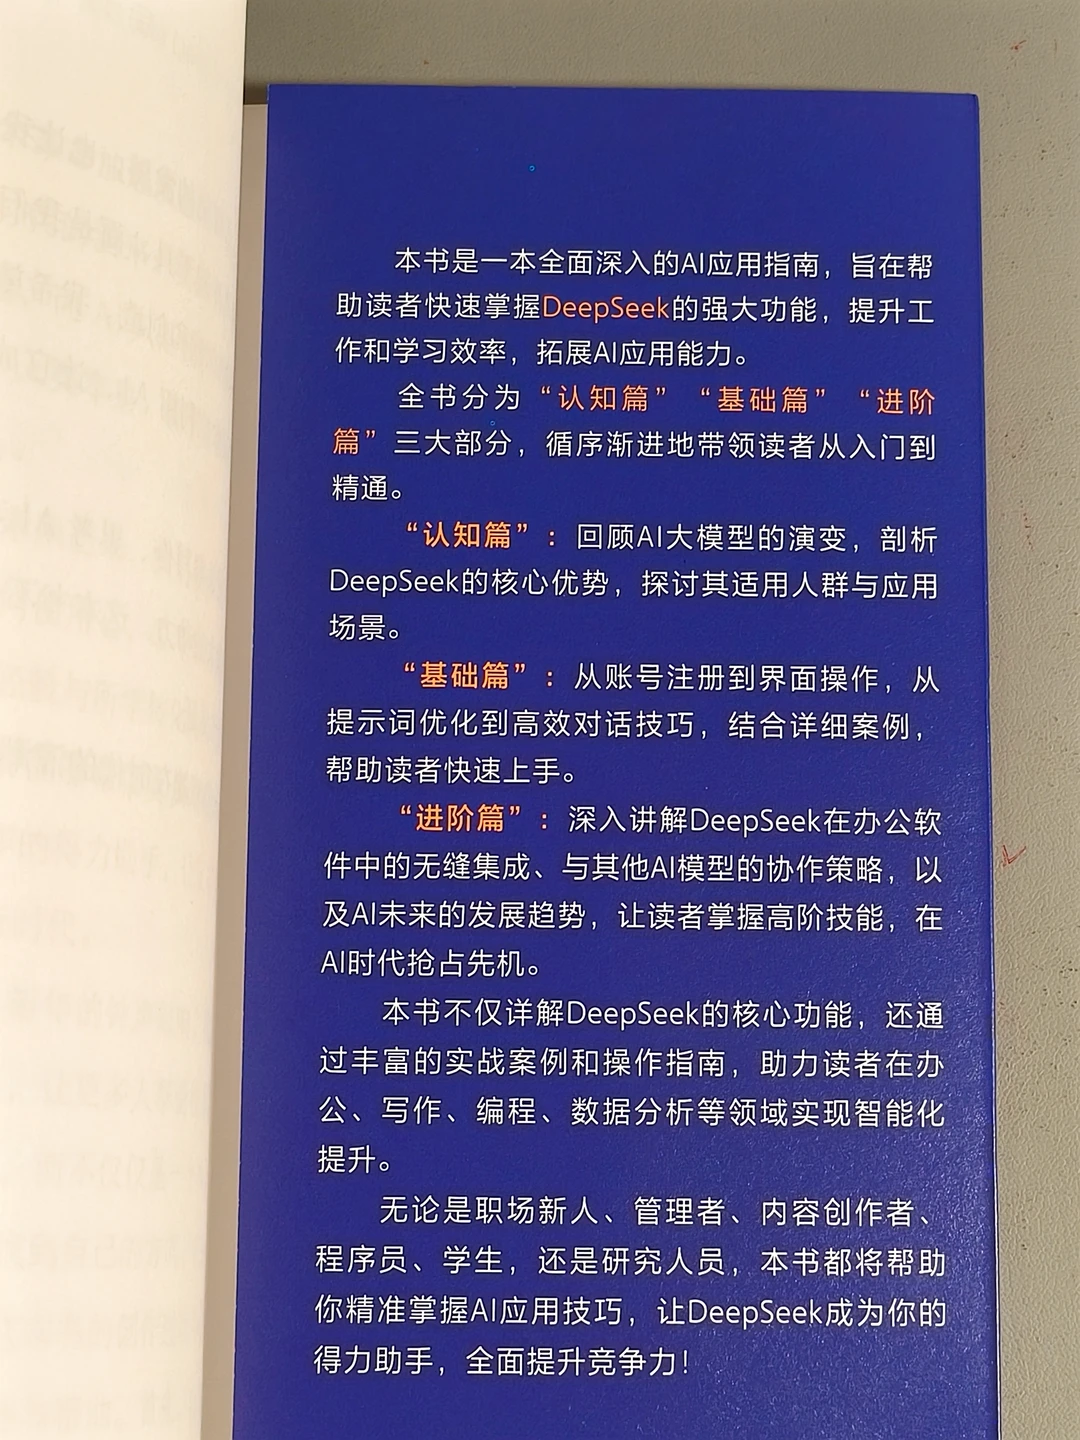 本书是一本全面深入的AI应用指南，旨在帮
助读者快速掌握DeepSeek的强大功能，提升工
作和学习效率，拓展AI应用能力。
全书分为“认知篇”“基础篇”“进阶
篇”三大部分，循序渐进地带领读者从入门到
精通。
“认知篇”：回顾AI大模型的演变，剖析
DeepSeek的核心优势，探讨其适用人群与应用
场景。
“基础篇”：从账号注册到界面操作，从
提示词优化到高效对话技巧，结合详细案例，
帮助读者快速上手。
“进阶篇”：深入讲解DeepSeek在办公软
件中的无缝集成、与其他AI模型的协作策略，以
及AI未来的发展趋势，让读者掌握高阶技能，在
AI时代抢占先机。
本书不仅详解DeepSeek的核心功能，还通
过丰富的实战案例和操作指南，助力读者在办
公、写作、编程、数据分析等领域实现智能化
提升。
无论是职场新人、管理者、内容创作者、
程序员、学生，还是研究人员，本书都将帮助
你精准掌握AI应用技巧，让DeepSeek成为你的
得力助手，全面提升竞争力！